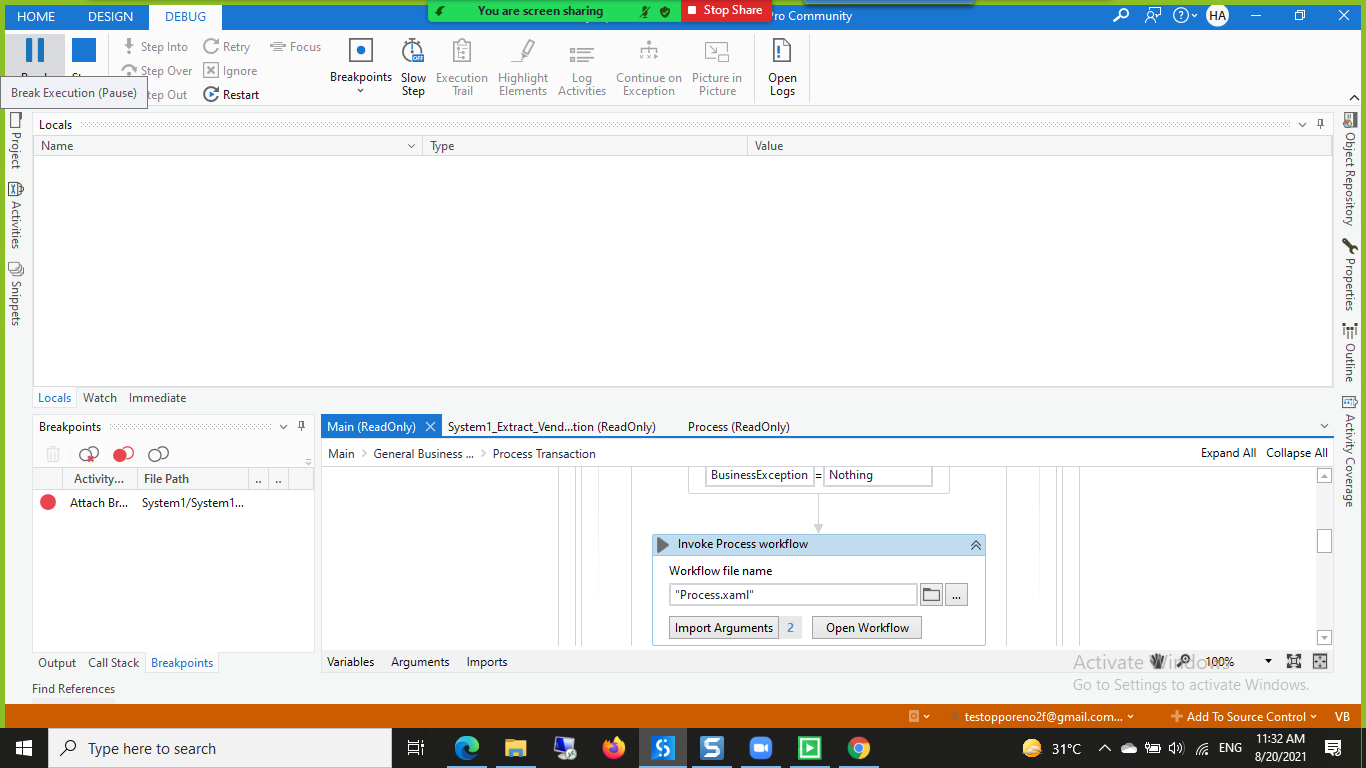 HOME DESIGN DEBUG You are screen sharing Stop Share Pro Community HA
Step Into Retry Focus
Step Over Ignore
Step Out Restart
Break Execution (Pause)
Breakpoints Slow Step Execution Trail Highlight Elements Log Activities Continue on Exception Picture in Picture Open Logs
OFF
Project
Activities
Snippets
Locals
Name Type Value
Object Repository
Properties
Outline
Activity Coverage
Locals Watch Immediate
Breakpoints
Activity... File Path .. ..
Attach Br... System1/System1...
Output Call Stack Breakpoints
Find References
Main (ReadOnly) System1_Extract_Vend...tion (ReadOnly) Process (ReadOnly)
Main > General Business ... > Process Transaction Expand All Collapse All
BusinessException = Nothing
Invoke Process workflow
Workflow file name
"Process.xaml" ...
Import Arguments 2 Open Workflow
Variables Arguments Imports 100%
Activate Windows
Go to Settings to activate Windows.
testopporeno2f@gmail.com... Add To Source Control VB
Type here to search 31°C ENG 11:32 AM
8/20/2021